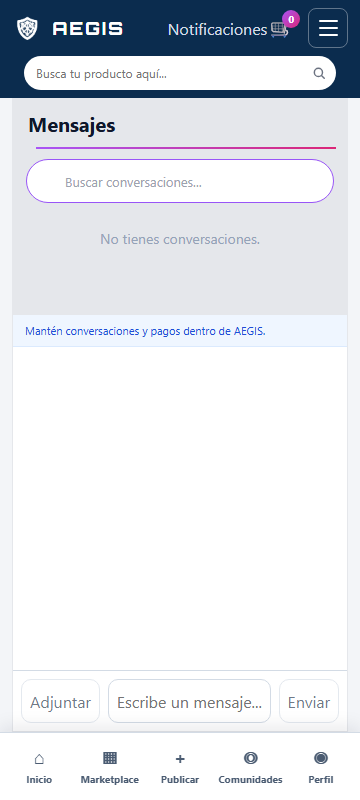 AEGIS
Notificaciones
0
Busca tu producto aquí...
Mensajes
Buscar conversaciones...
No tienes conversaciones.
Mantén conversaciones y pagos dentro de AEGIS.
Adjuntar
Escribe un mensaje...
Enviar
Inicio
Marketplace
Publicar
Comunidades
Perfil